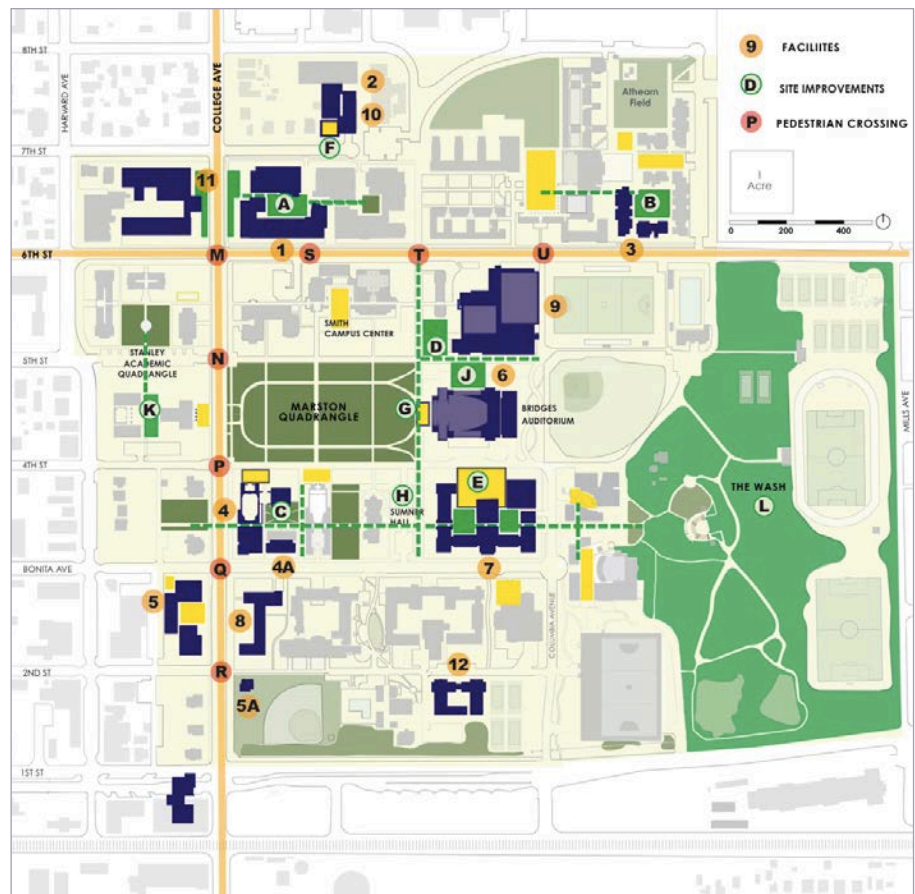 8TH ST
HARVARD AVE
COLLEGE AVE
2
10
F
Athearn
Field
9 FACILIITES
D SITE IMPROVEMENTS
P PEDESTRIAN CROSSING
1
Acre
0 200 400
7TH ST
11
A
B
6TH ST
M
1
S
T
U
3
SMITH
CAMPUS CENTER
9
5TH ST
STANLEY
ACADEMIC
QUADRANGLE
N
D
J
6
K
MARSTON
QUADRANGLE
G
BRIDGES
AUDITORIUM
MILLS AVE
4TH ST
P
4
C
H
SUMNER
HALL
E
THE WASH
L
BONITA AVE
Q
4A
7
5
8
COLUMBIA AVENUE
2ND ST
R
5A
12
1ST ST